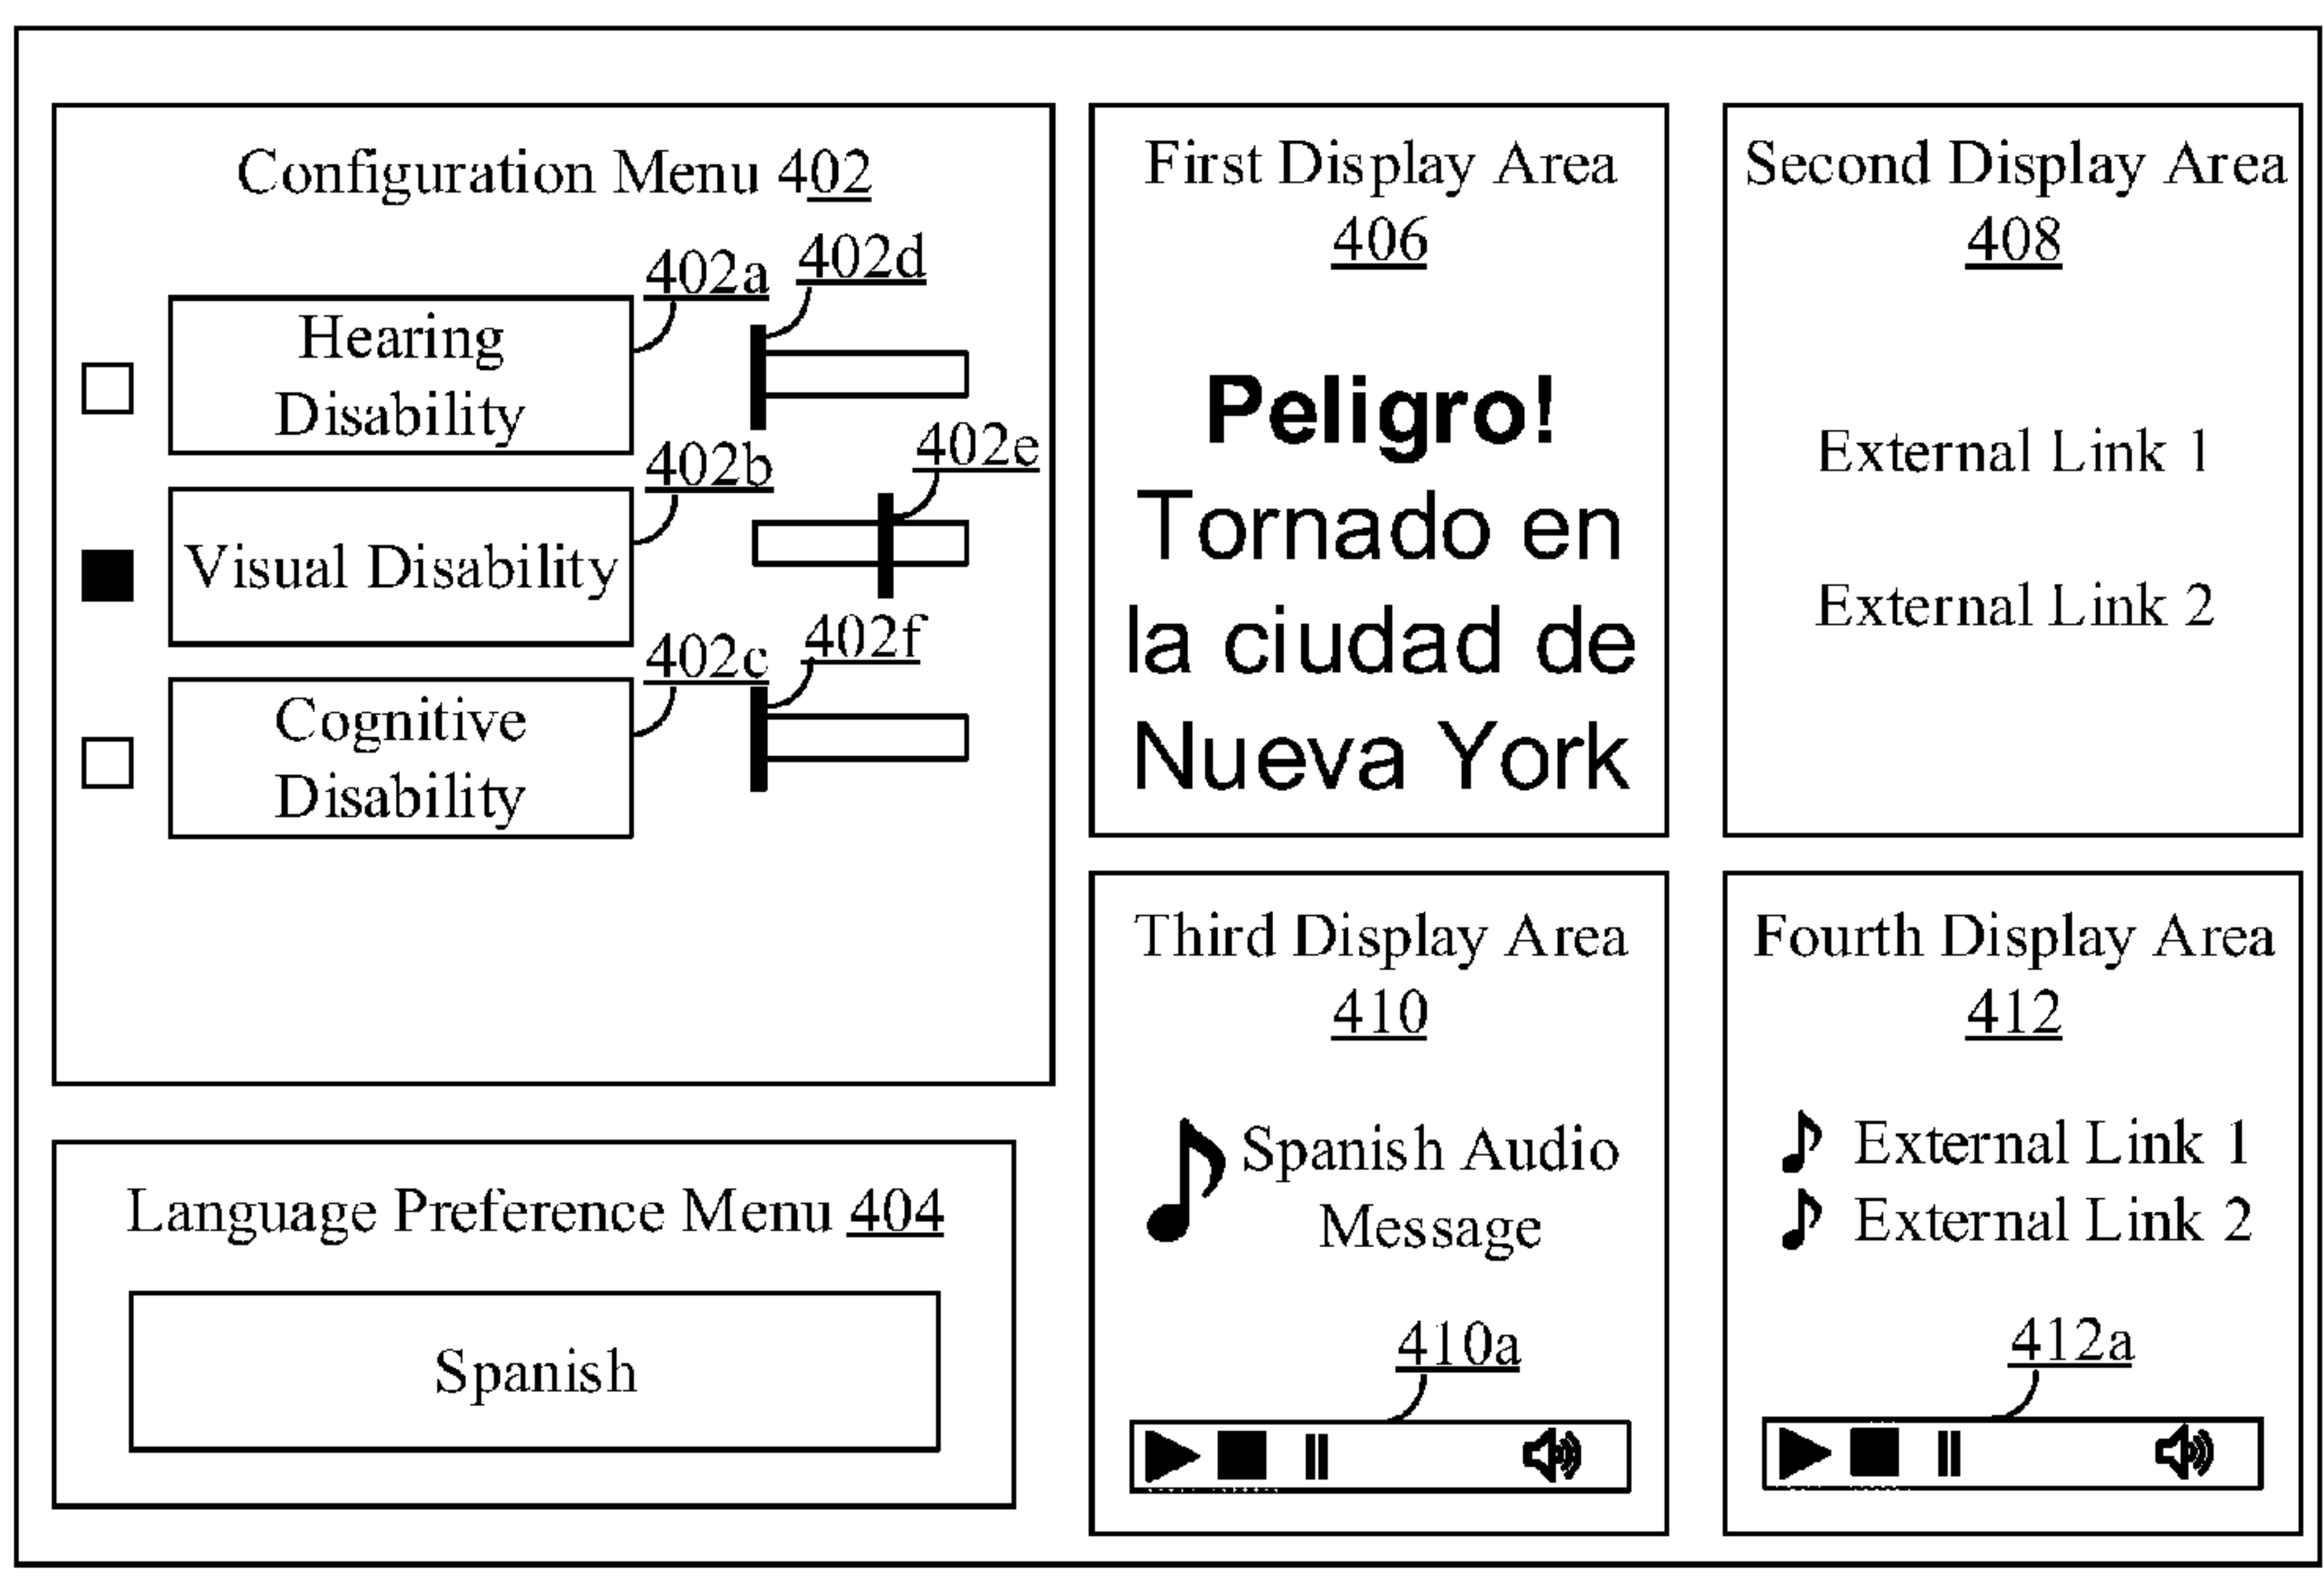 Configuration Menu 402
402a
402d
Hearing
Disability
402b
402e
Visual Disability
402c
402f
Cognitive
Disability
Language Preference Menu 404
Spanish
First Display Area
406
Peligro!
Tornado en
la ciudad de
Nueva York
Second Display Area
408
External Link 1
External Link 2
Third Display Area
410
Spanish Audio
Message
410a
Fourth Display Area
412
External Link 1
External Link 2
412a